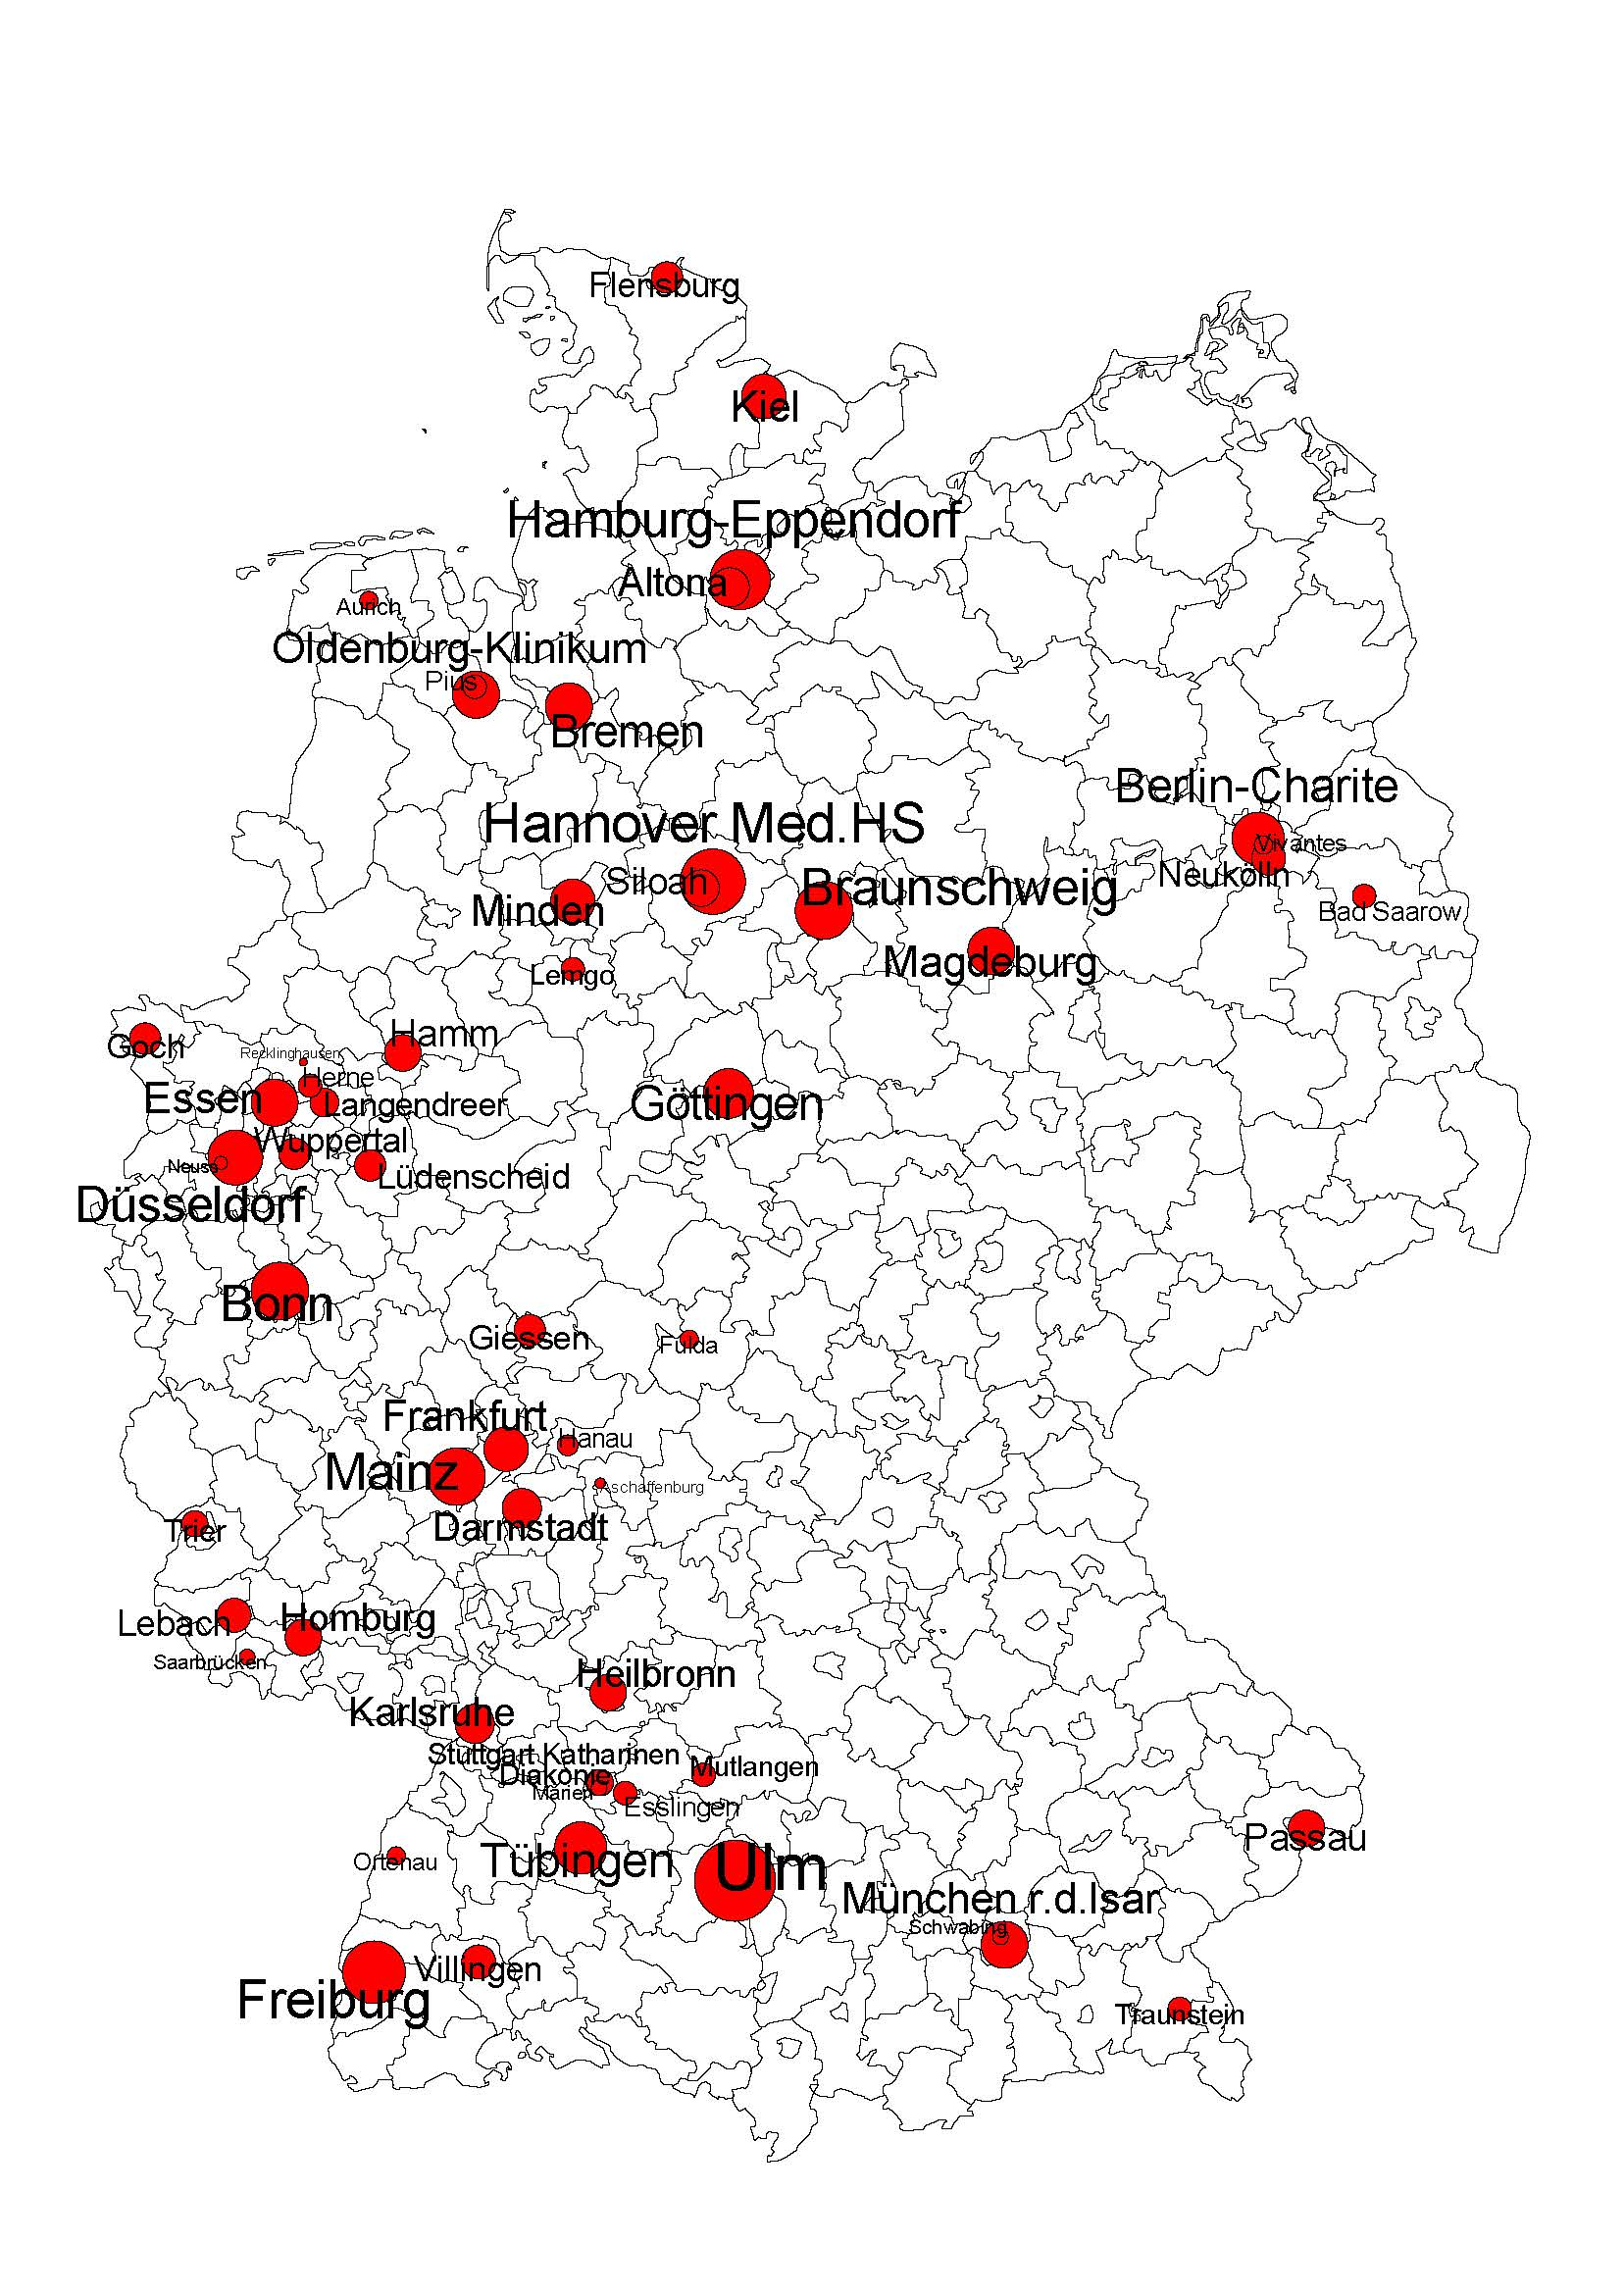 Flensburg
Kiel
Hamburg-Eppendorf
Altona
Aurich
Oldenburg-Klinikum
Pius
Bremen
Berlin-Charite
Hannover Med.HS
Vivantes
Neukölln
Siloah
Braunschweig
Minden
Bad Saarow
Magdeburg
Lemgo
Hamm
Goch
Recklinghausen
Herne
Essen
Langendreer
Göttingen
Wuppertal
Neuss
Lüdenscheid
Düsseldorf
Bonn
Giessen
Fulda
Frankfurt
Hanau
Mainz
Aschaffenburg
Darmstadt
Trier
Lebach
Homburg
Saarbrücken
Heilbronn
Karlsruhe
Stuttgart Katharinen
Mutlangen
Diakonie
Marien
Esslingen
Passau
Ortenau
Tübingen
Ulm
München r.d.Isar
Schwabing
Villingen
Freiburg
Traunstein